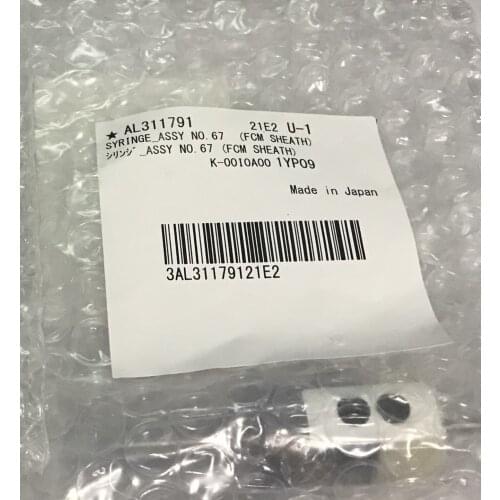 ★ AL311791 21E2 U-1
SYRINGE_ASSY NO.67 (FCM SHEATH)
ｼﾘﾝｼﾞ_ASSY NO.67 (FCM SHEATH)
K-00I0A00 1YP09
Made in Japan
3AL31179121E2